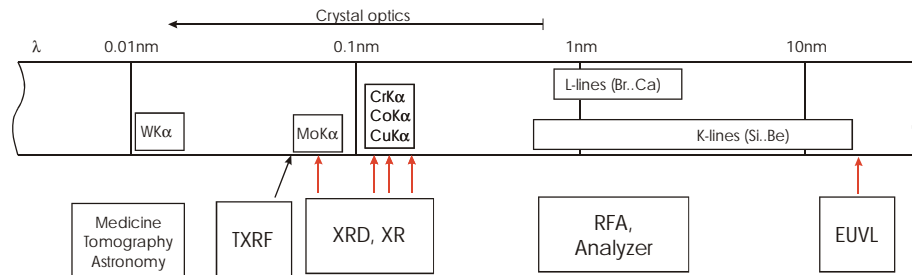 Crystal optics
λ
0.01nm
0.1nm
1nm
10nm
WKα
MoKα
CrKα
CoKα
CuKα
L-lines (Br..Ca)
K-lines (Si..Be)
Medicine
Tomography
Astronomy
TXRF
XRD, XR
RFA,
Analyzer
EUVL